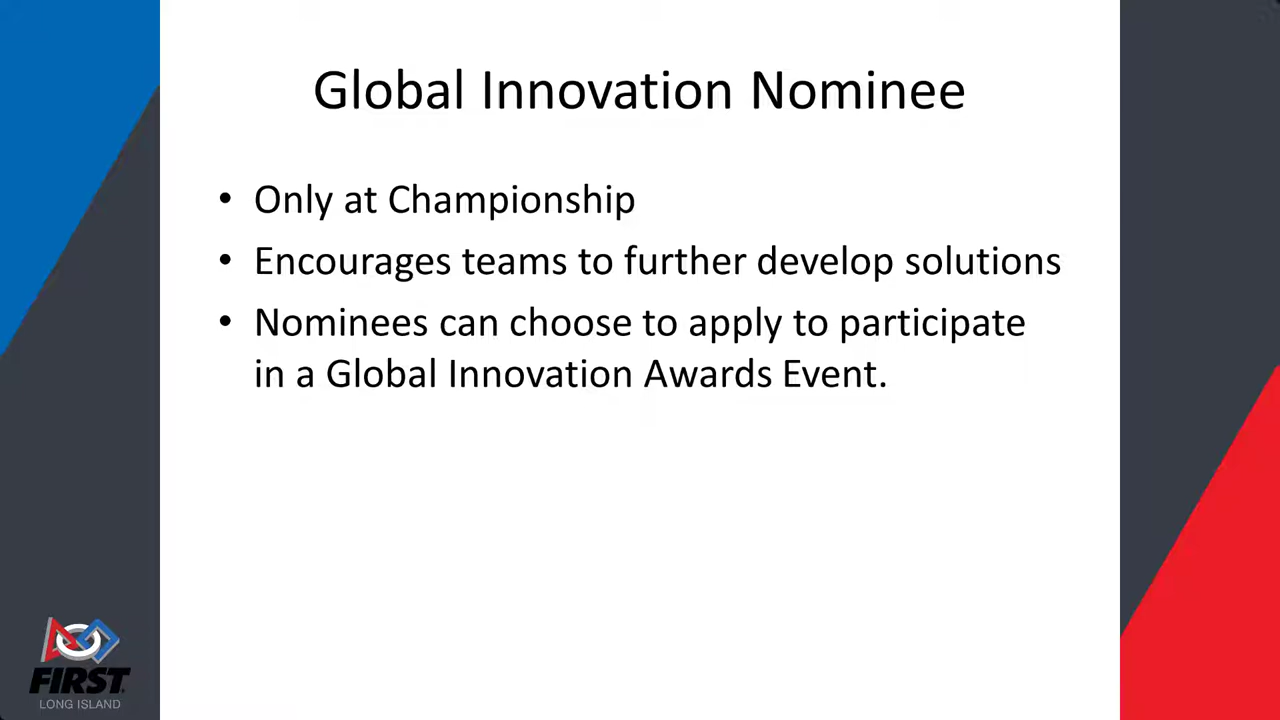 Global Innovation Nominee
• Only at Championship
• Encourages teams to further develop solutions
• Nominees can choose to apply to participate
in a Global Innovation Awards Event.
FIRST
LONG ISLAND